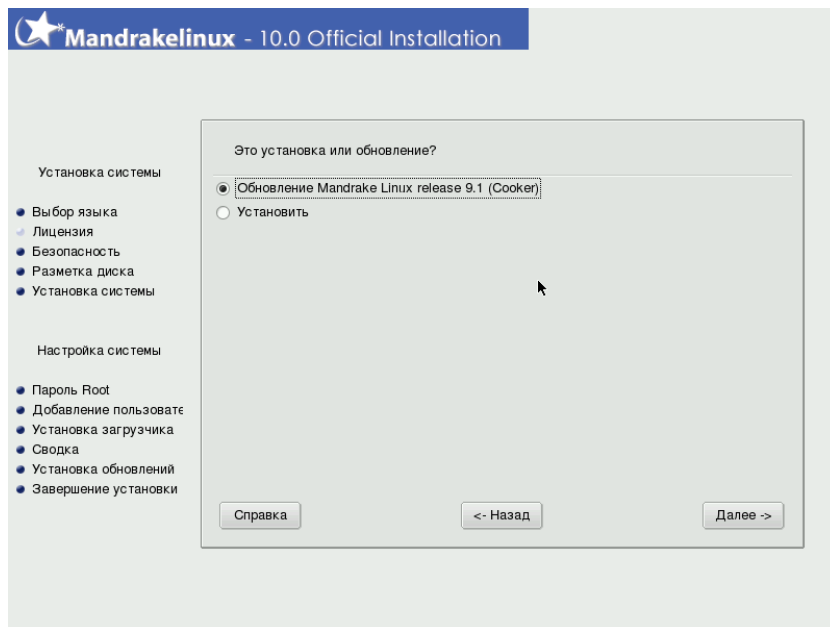 Mandrakelinux - 10.0 Official Installation
Установка системы
Выбор языка
Лицензия
Безопасность
Разметка диска
Установка системы
Настройка системы
Пароль Root
Добавление пользовате
Установка загрузчика
Сводка
Установка обновлений
Завершение установки
Это установка или обновление?
Обновление Mandrake Linux release 9.1 (Cooker)
Установить
Справка
<- Назад
Далее ->